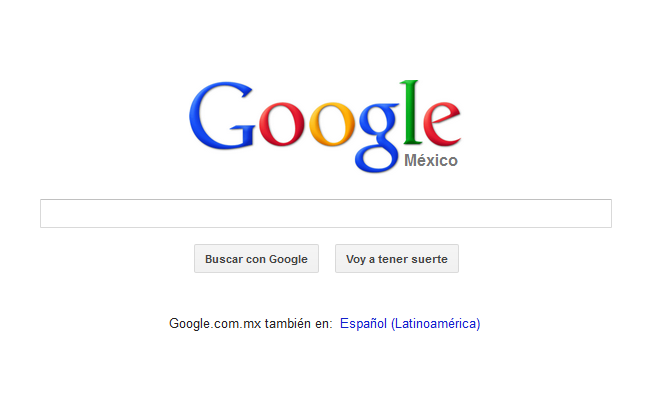 Google
México
Buscar con Google
Voy a tener suerte
Google.com.mx también en: Español (Latinoamérica)